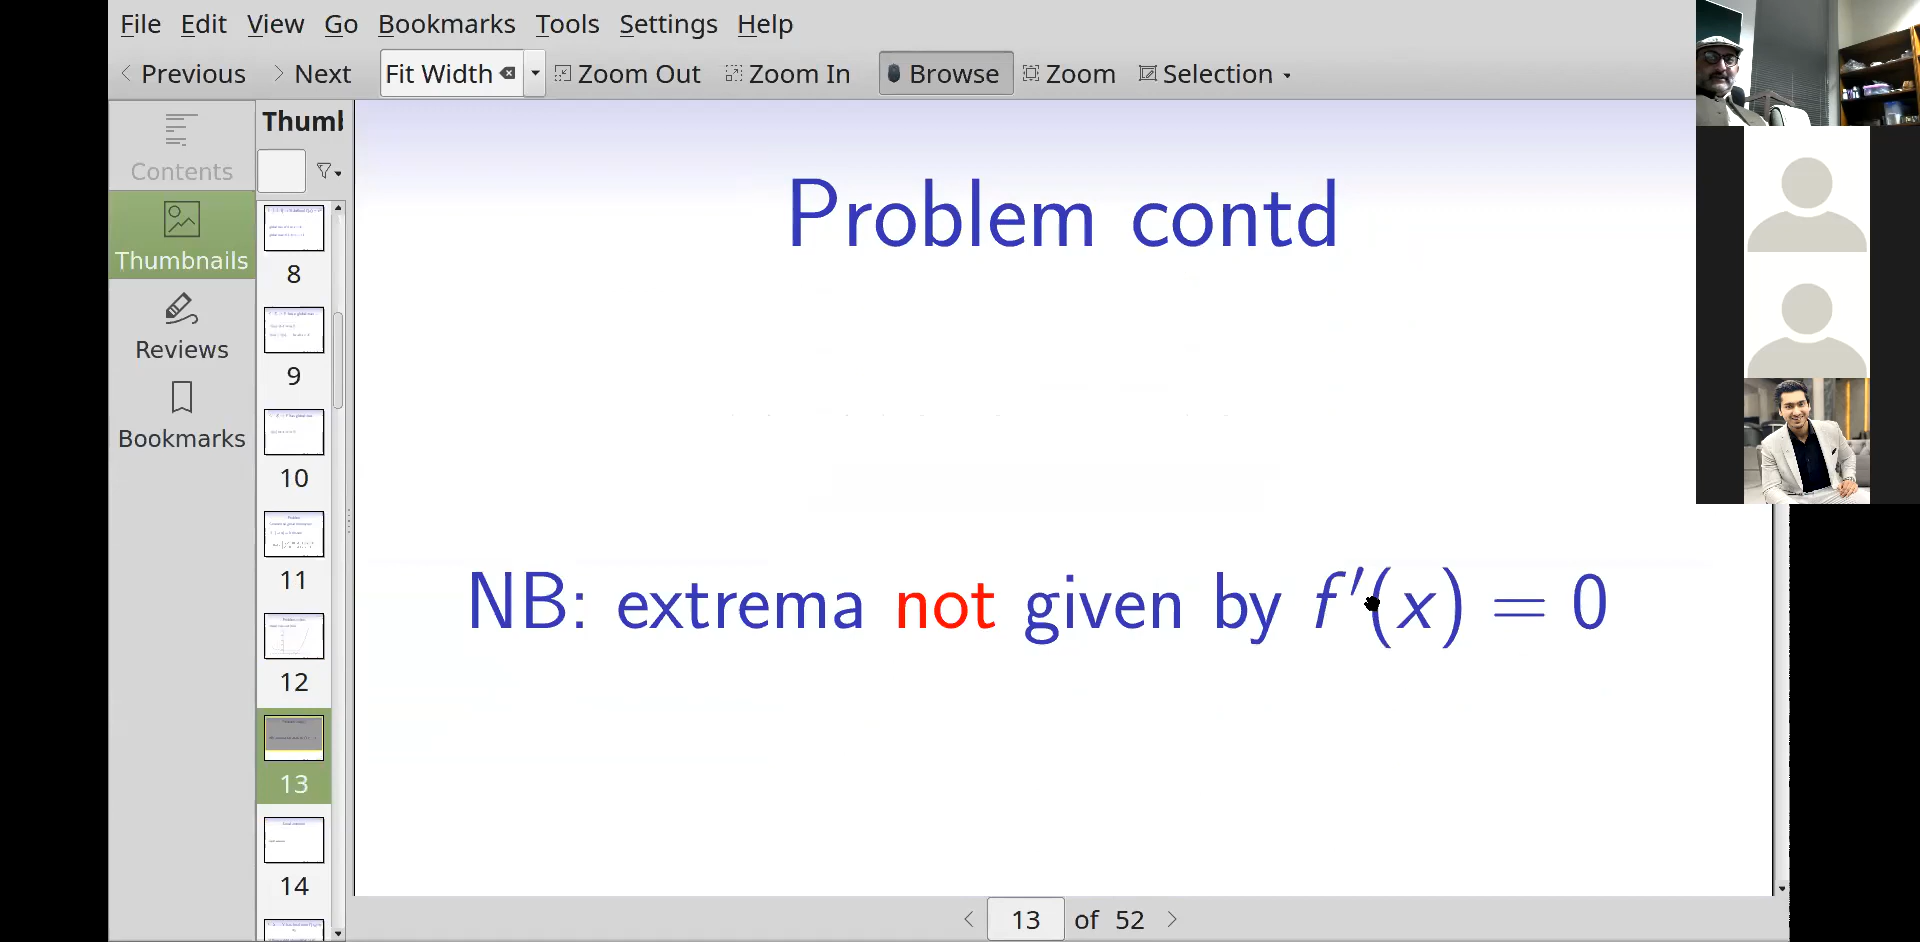 File Edit View Go Bookmarks Tools Settings Help
Previous Next Fit Width Zoom Out Zoom In Browse Zoom Selection
Contents
Thumbnails
Reviews
Bookmarks
8
9
10
11
12
13
14
Problem contd
NB: extrema not given by f′(x) = 0
13 of 52